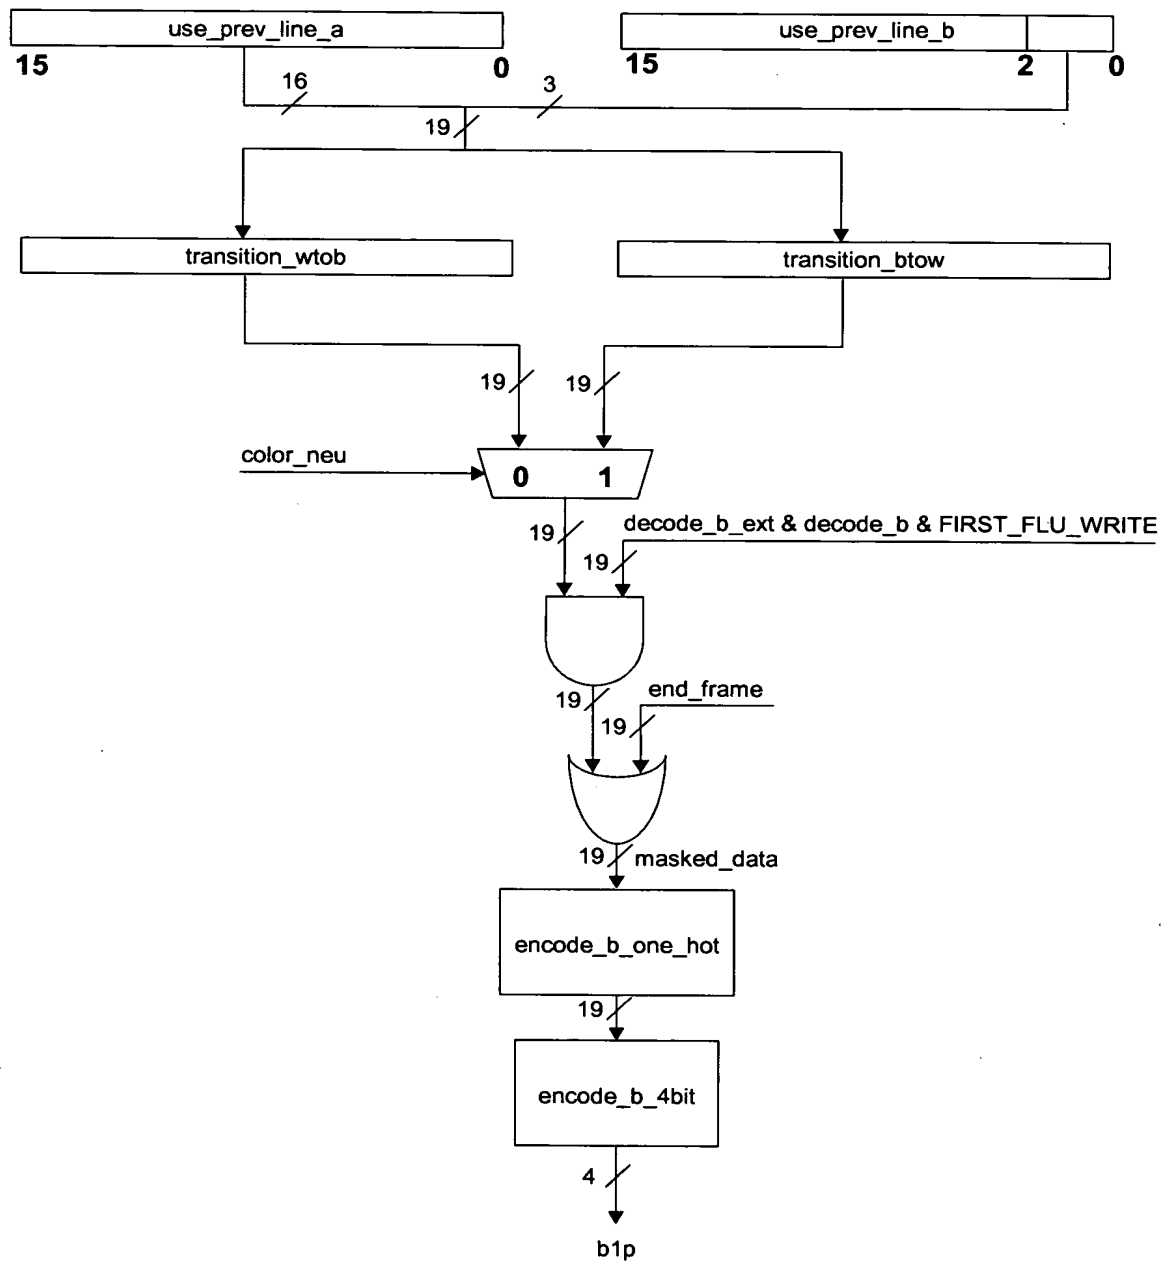 use_prev_line_a
use_prev_line_b
15
0
15
2
0
16
3
19
transition_wtob
transition_btow
19
19
color_neu
0
1
19
decode_b_ext & decode_b & FIRST_FLU_WRITE
19
19
end_frame
19
19
masked_data
encode_b_one_hot
19
encode_b_4bit
4
b1p